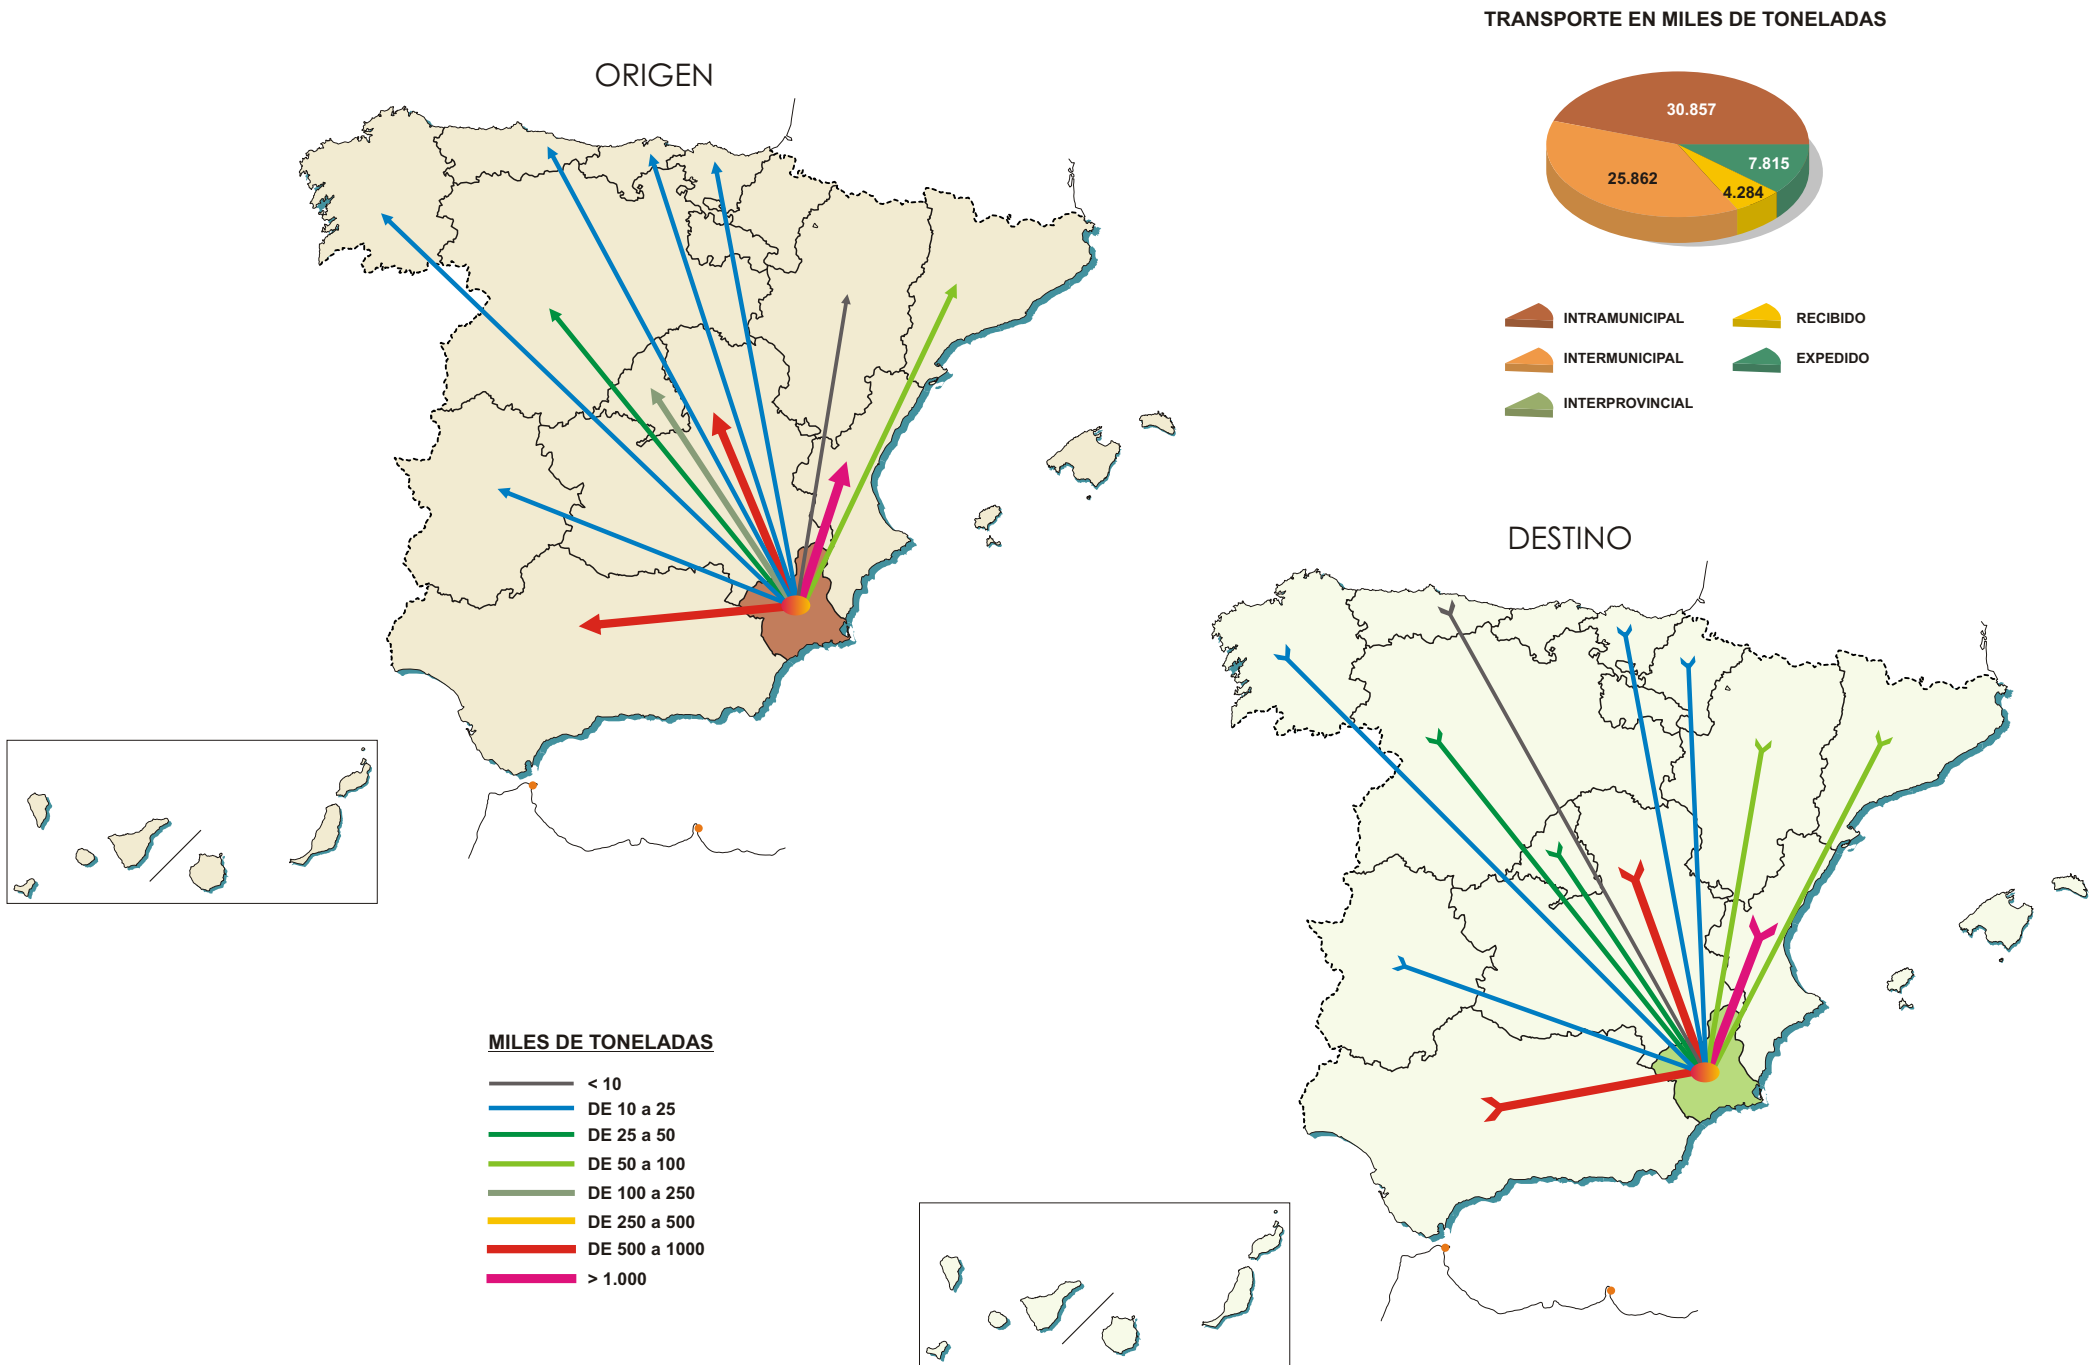 TRANSPORTE EN MILES DE TONELADAS
ORIGEN
30.857
7.815
25.862
4.284
INTRAMUNICIPAL
RECIBIDO
INTERMUNICIPAL
EXPEDIDO
INTERPROVINCIAL
DESTINO
MILES DE TONELADAS
< 10
DE 10 a 25
DE 25 a 50
DE 50 a 100
DE 100 a 250
DE 250 a 500
DE 500 a 1000
> 1.000